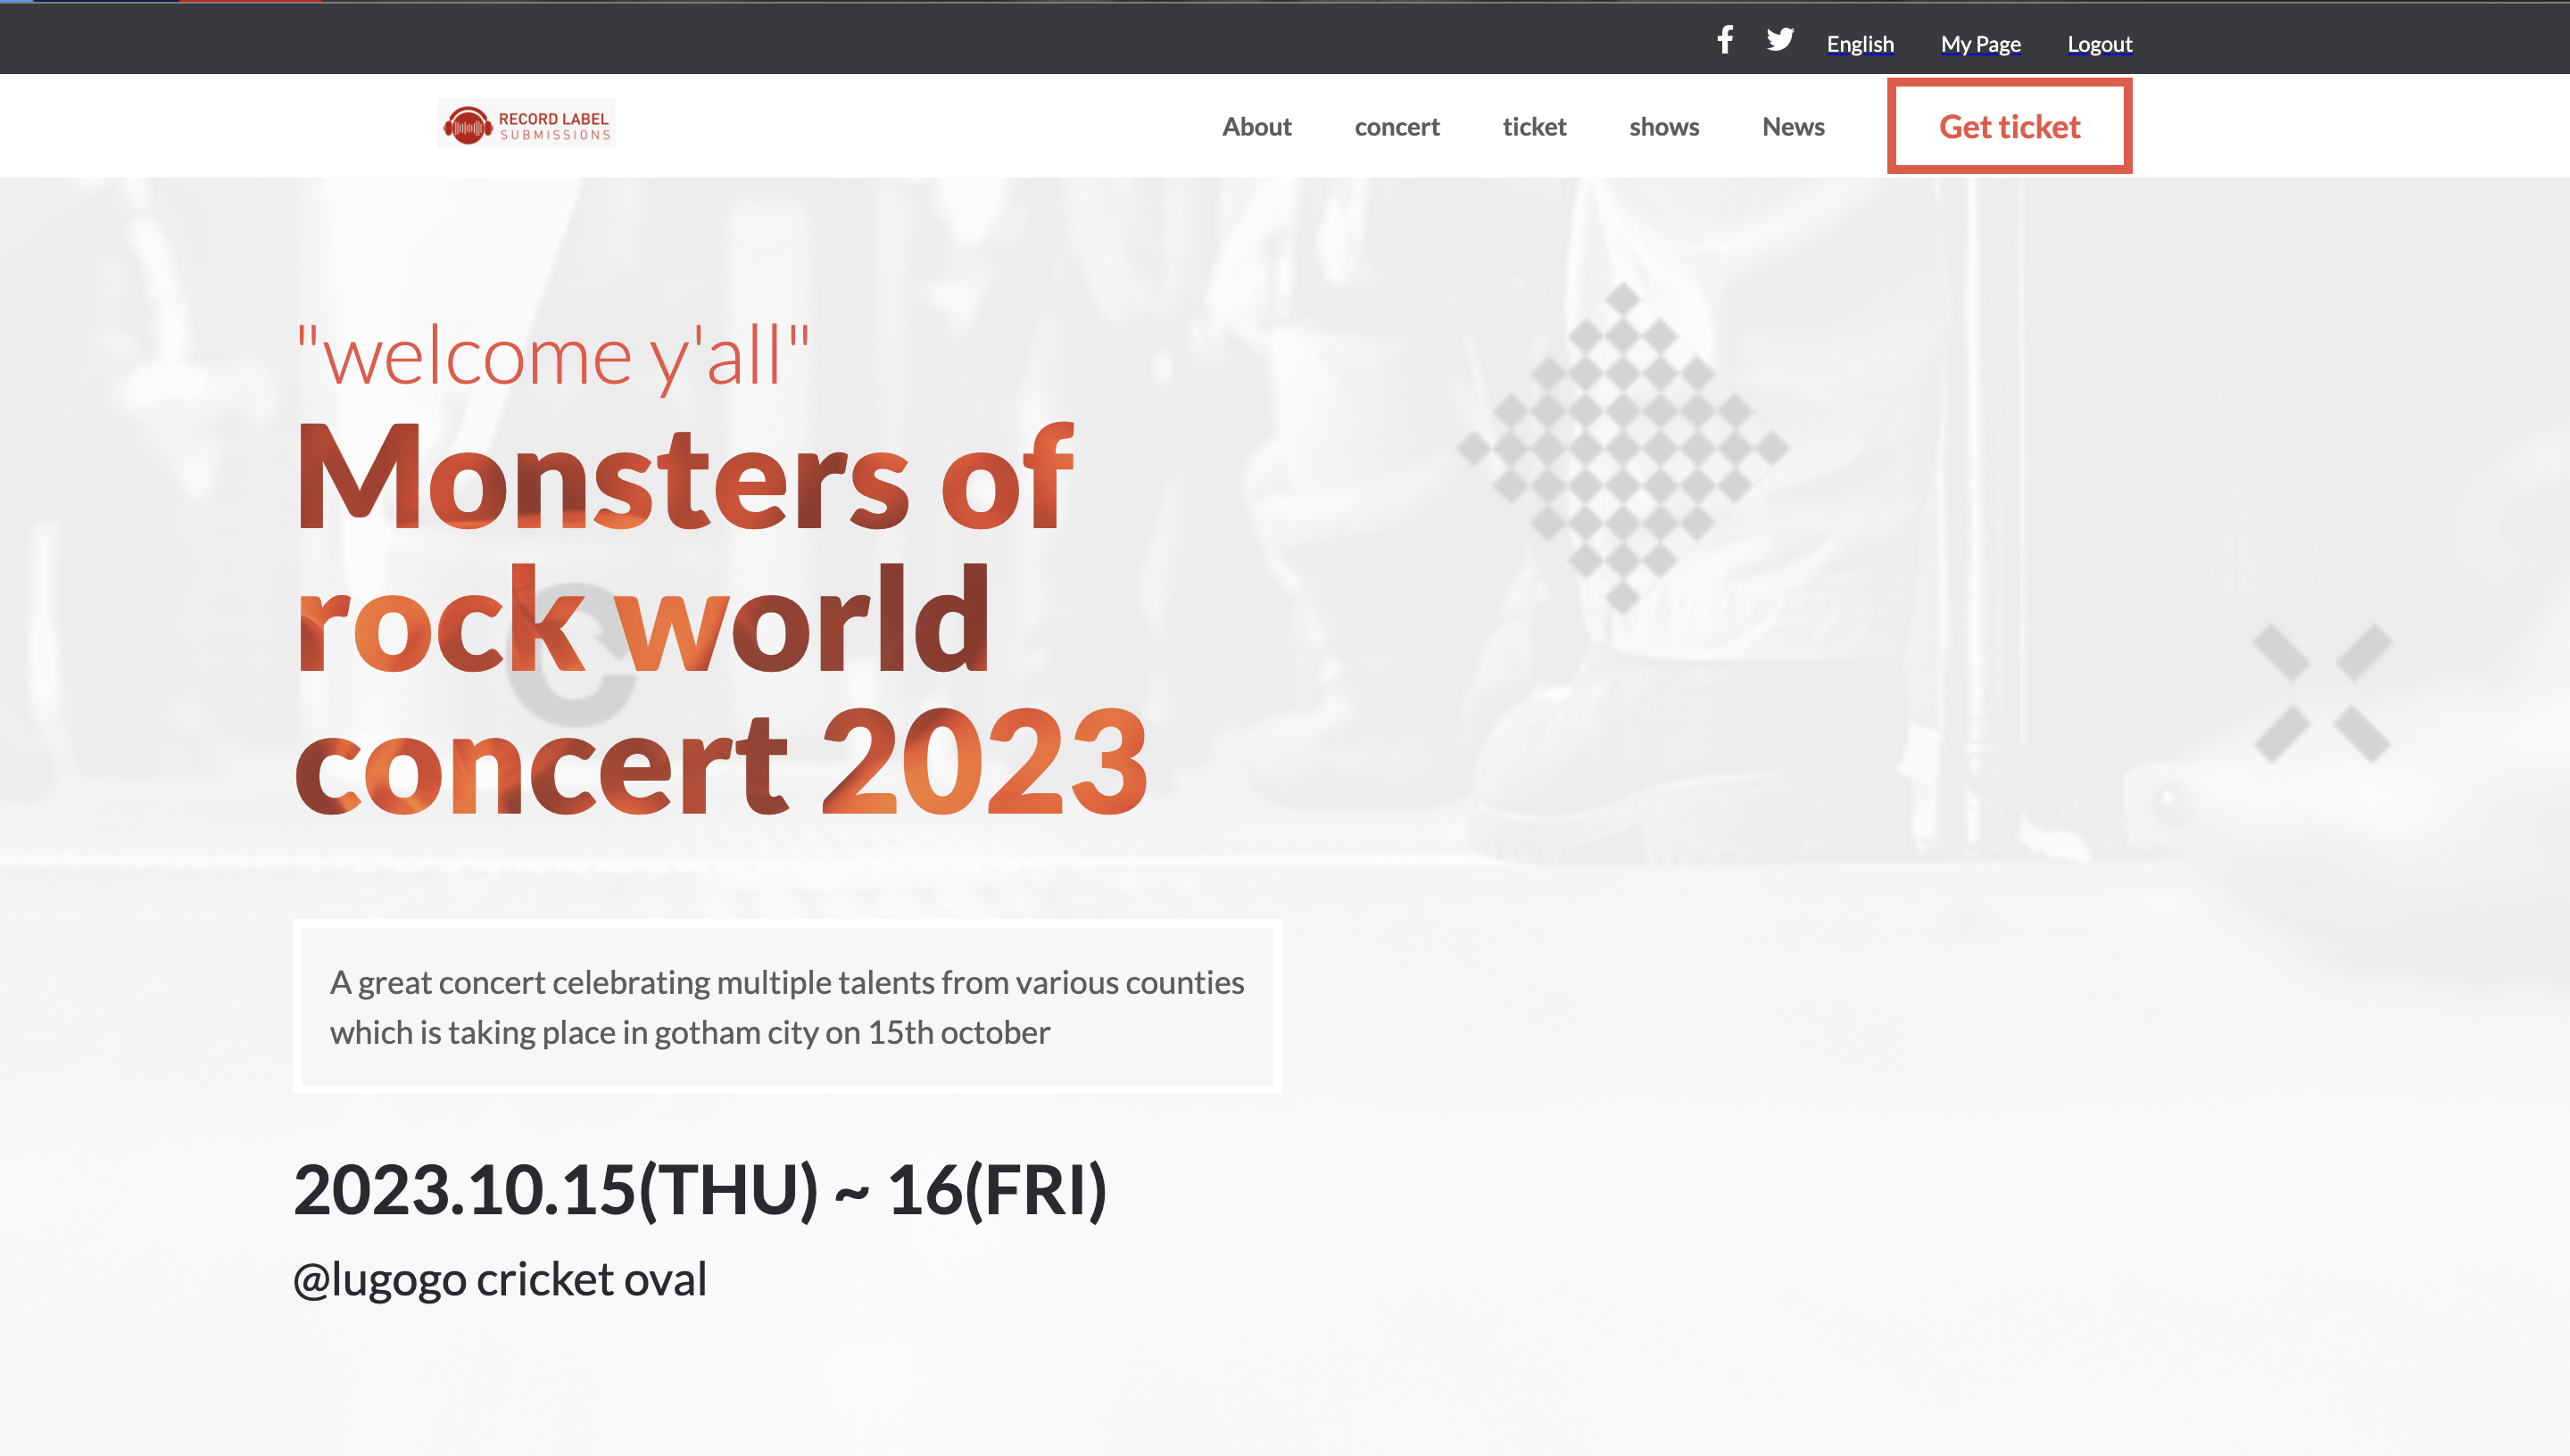 English My Page Logout
RECORD LABEL
SUBMISSIONS
About concert ticket shows News Get ticket
"welcome y'all"
Monsters of
rock world
concert 2023
A great concert celebrating multiple talents from various counties
which is taking place in gotham city on 15th october
2023.10.15(THU) ~ 16(FRI)
@lugogo cricket oval